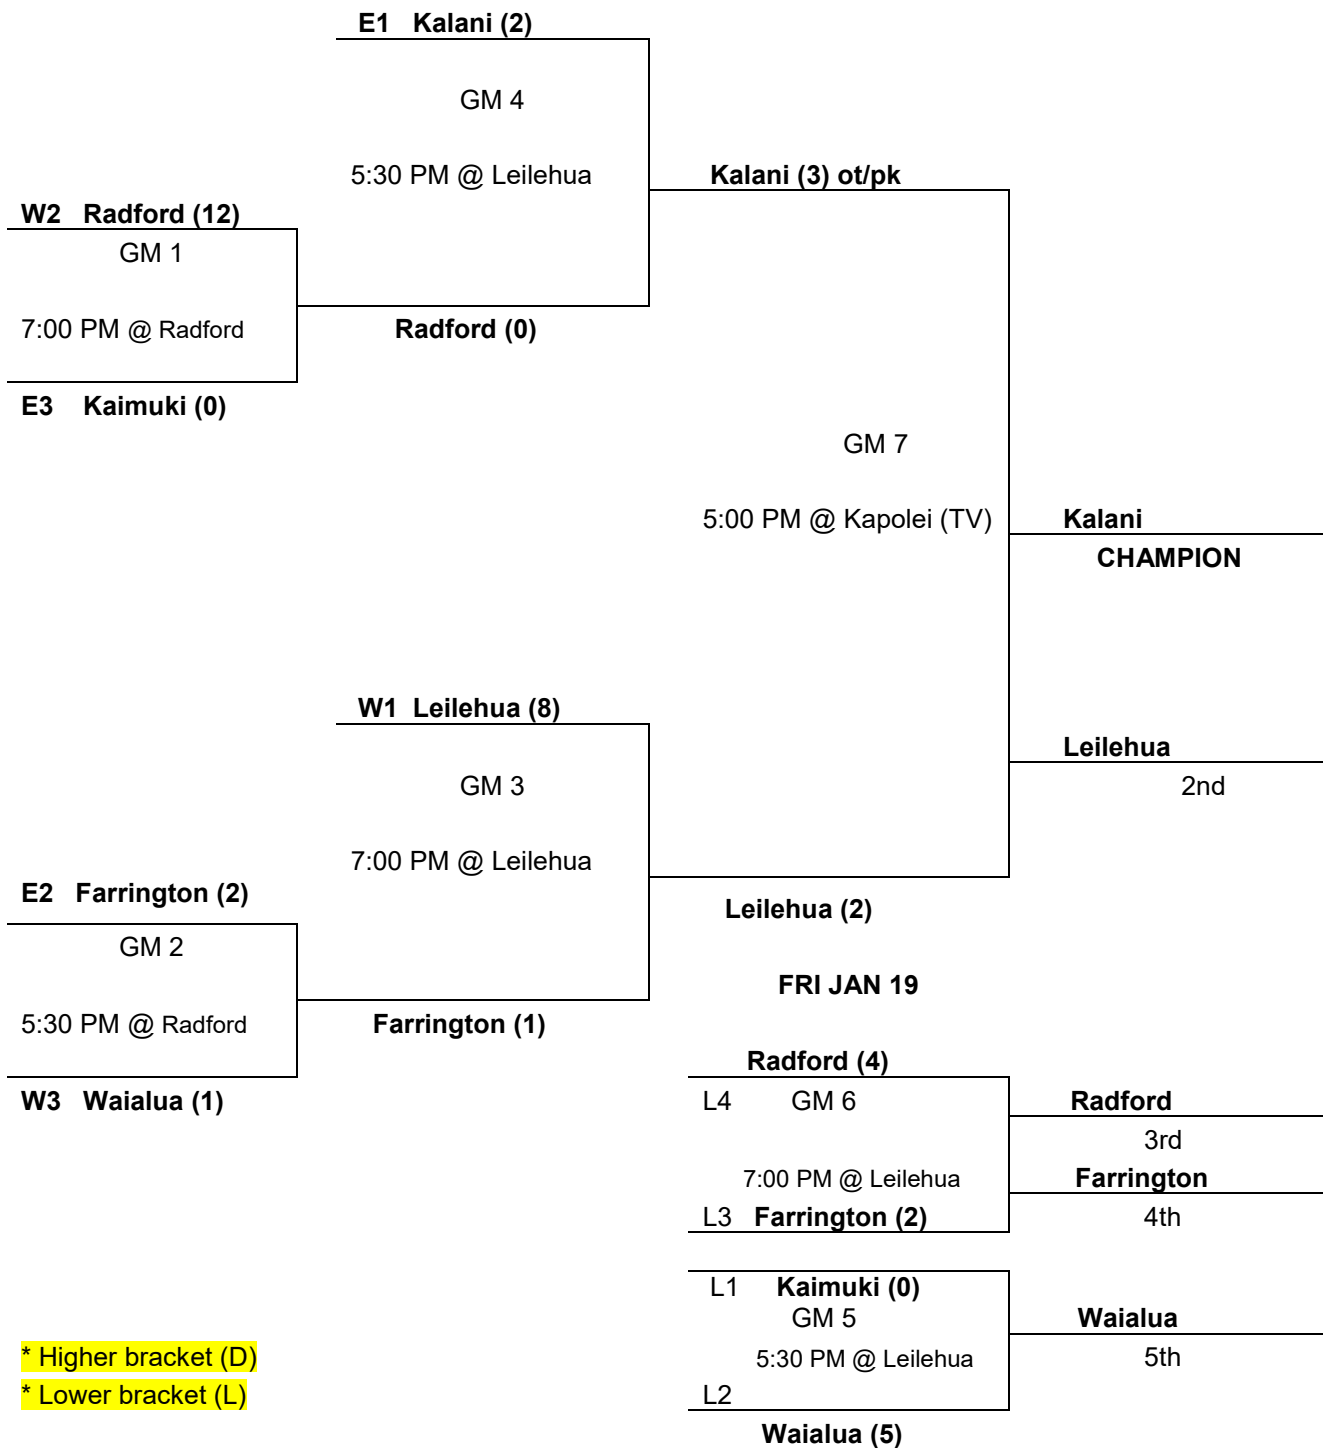 E1 Kalani (2)
GM 4
5:30 PM @ Leilehua
Kalani (3) ot/pk
W2 Radford (12)
GM 1
7:00 PM @ Radford
Radford (0)
E3 Kaimuki (0)
GM 7
5:00 PM @ Kapolei (TV)
Kalani
CHAMPION
W1 Leilehua (8)
Leilehua
GM 3
2nd
7:00 PM @ Leilehua
E2 Farrington (2)
Leilehua (2)
GM 2
FRI JAN 19
5:30 PM @ Radford
Farrington (1)
Radford (4)
W3 Waialua (1)
L4 GM 6
Radford
3rd
7:00 PM @ Leilehua
Farrington
L3 Farrington (2)
4th
L1 Kaimuki (0)
GM 5
Waialua
5:30 PM @ Leilehua
5th
* Higher bracket (D)
* Lower bracket (L)
L2
Waialua (5)